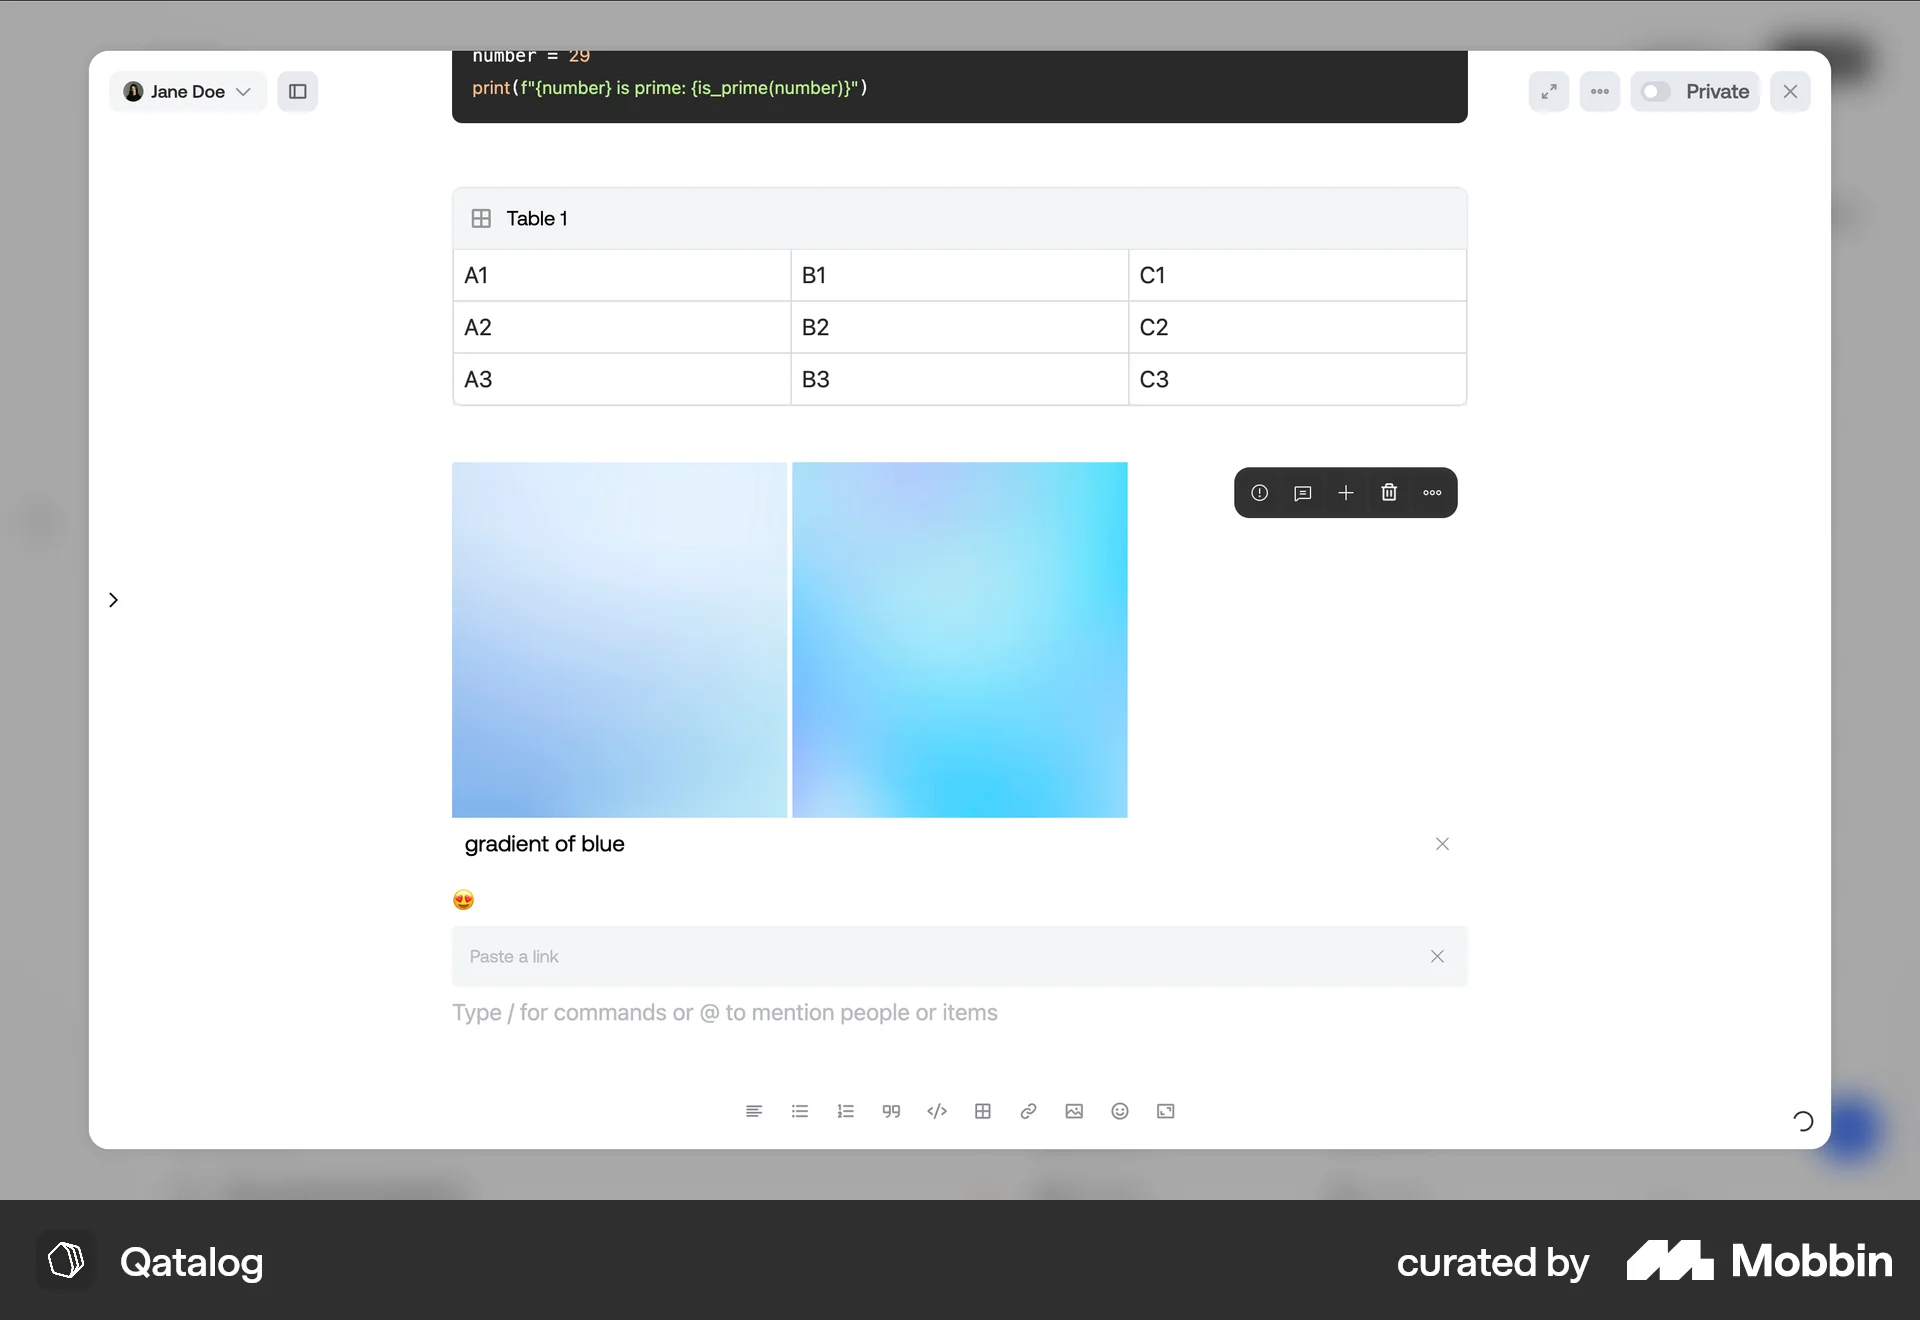 number = 29
print(f"{number} is prime: {is_prime(number)}")
Jane Doe
Private
Table 1
A1 B1 C1
A2 B2 C2
A3 B3 C3
gradient of blue
😍
Paste a link
Type / for commands or @ to mention people or items
Qatalog
curated by Mobbin